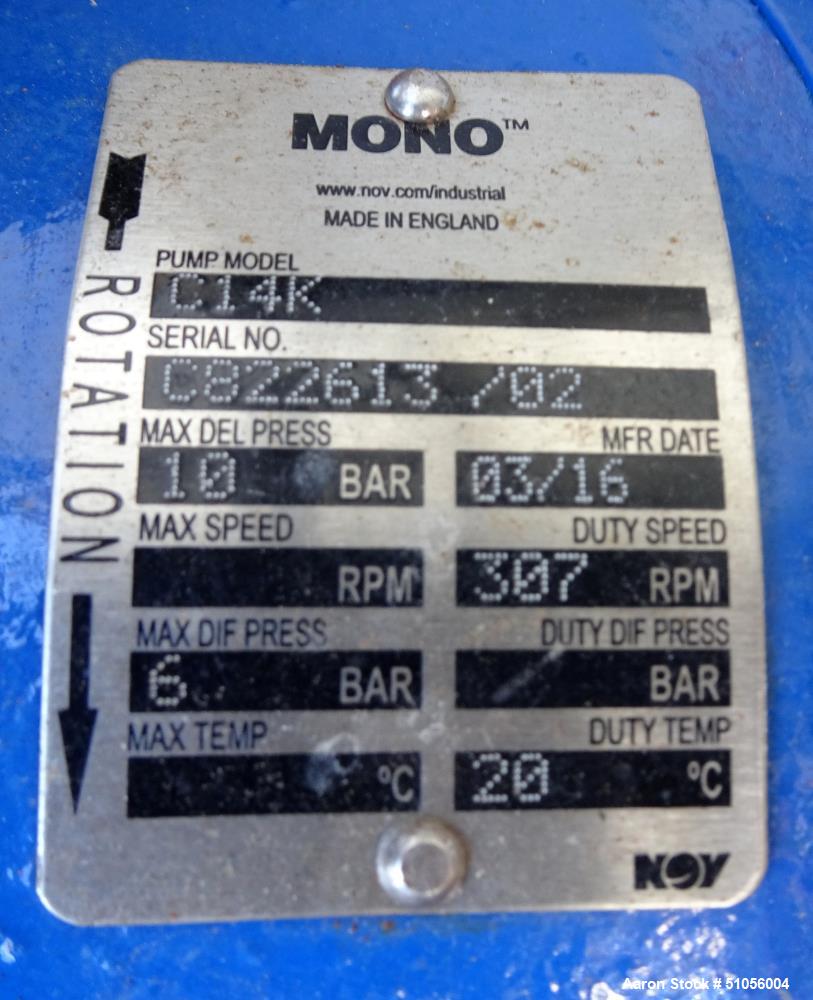 MONO™
www.nov.com/industrial
MADE IN ENGLAND
PUMP MODEL
C14K
SERIAL NO.
C822613 /02
MAX DEL PRESS MFR DATE
10 BAR 03/16
MAX SPEED DUTY SPEED
RPM 307 RPM
MAX DIF PRESS DUTY DIF PRESS
6 BAR BAR
MAX TEMP DUTY TEMP
ºC 20 ºC
ROTATION
NOV
Aaron Stock # 51056004